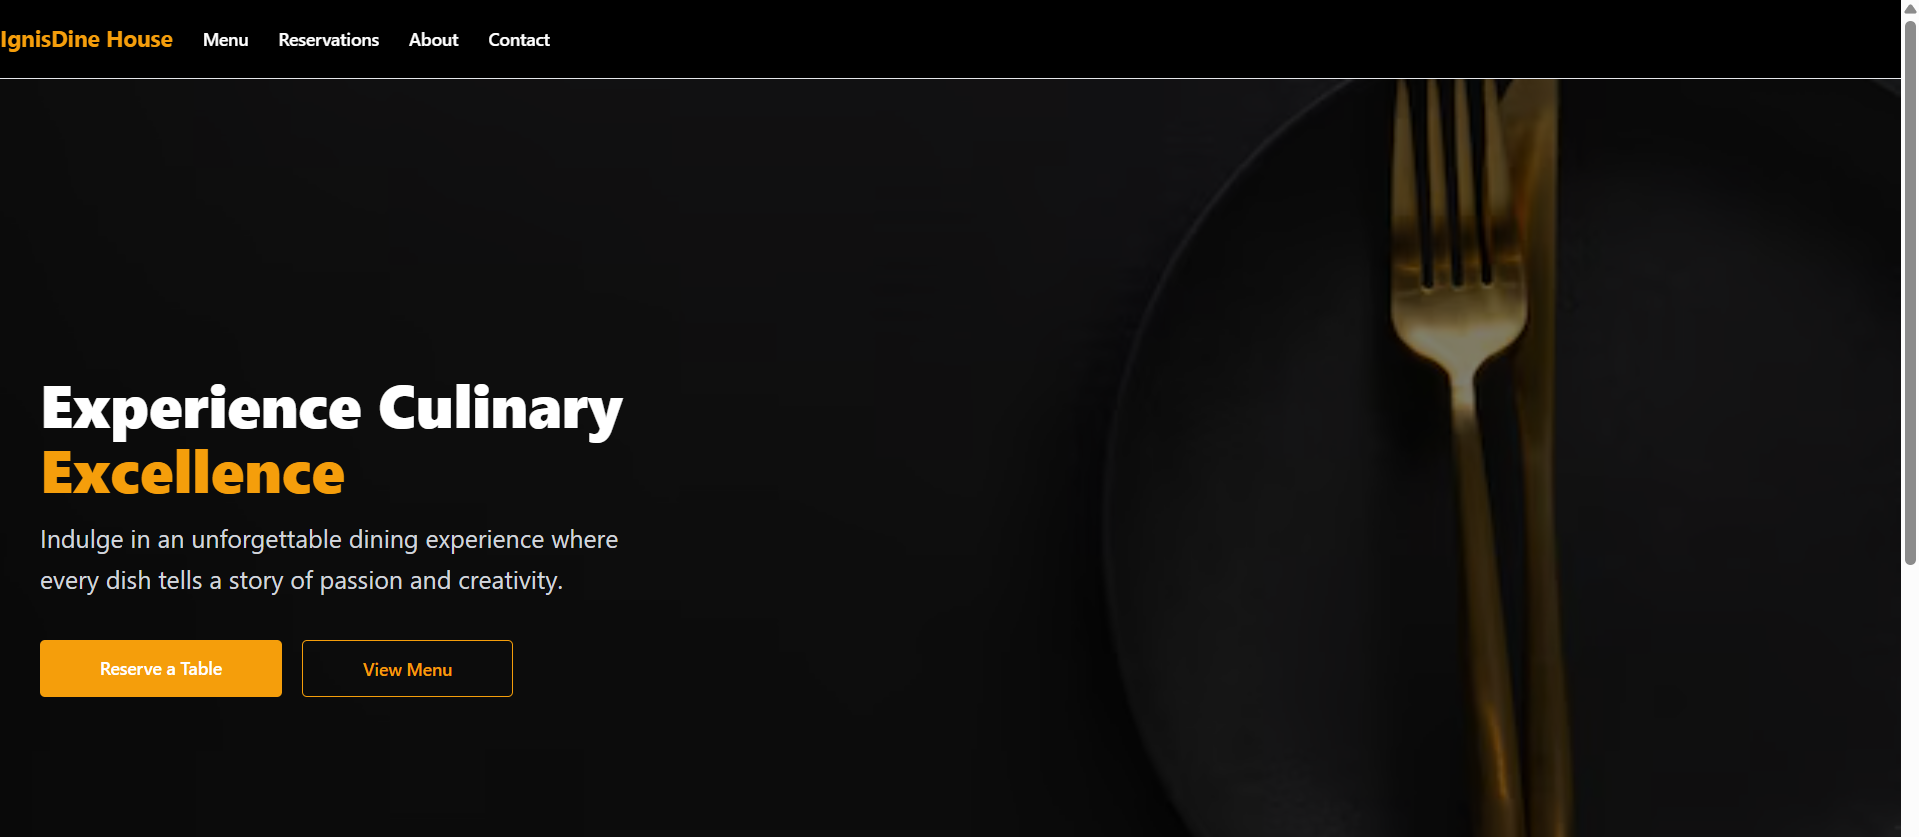 IgnisDine House Menu Reservations About Contact
Experience Culinary
Excellence
Indulge in an unforgettable dining experience where
every dish tells a story of passion and creativity.
Reserve a Table View Menu